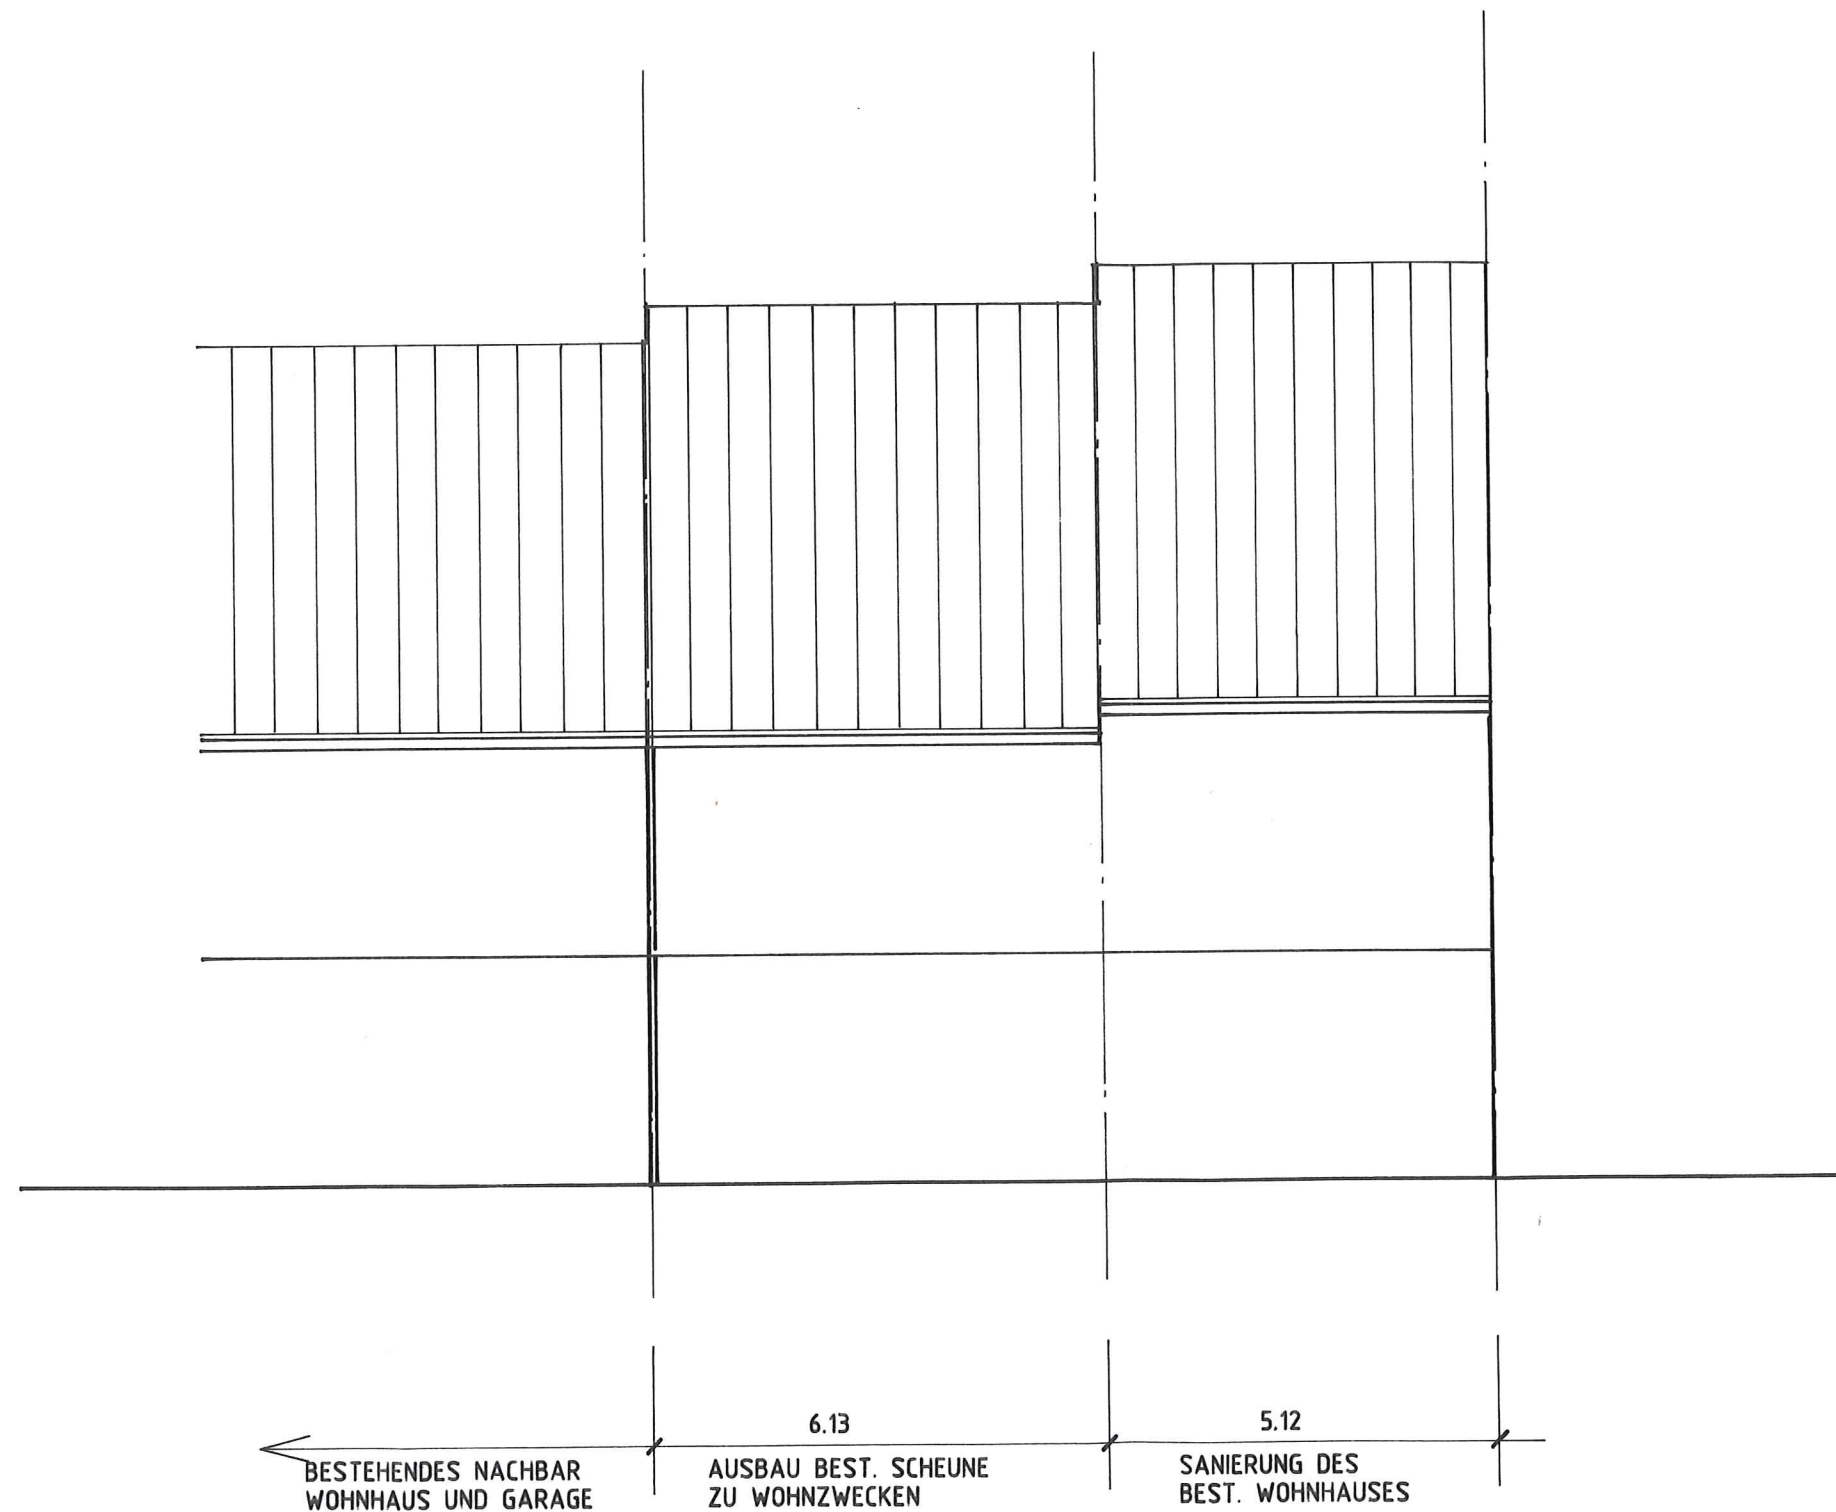 6.13
5.12
BESTEHENDES NACHBAR
WOHNHAUS UND GARAGE
AUSBAU BEST. SCHEUNE
ZU WOHNZWECKEN
SANIERUNG DES
BEST. WOHNHAUSES